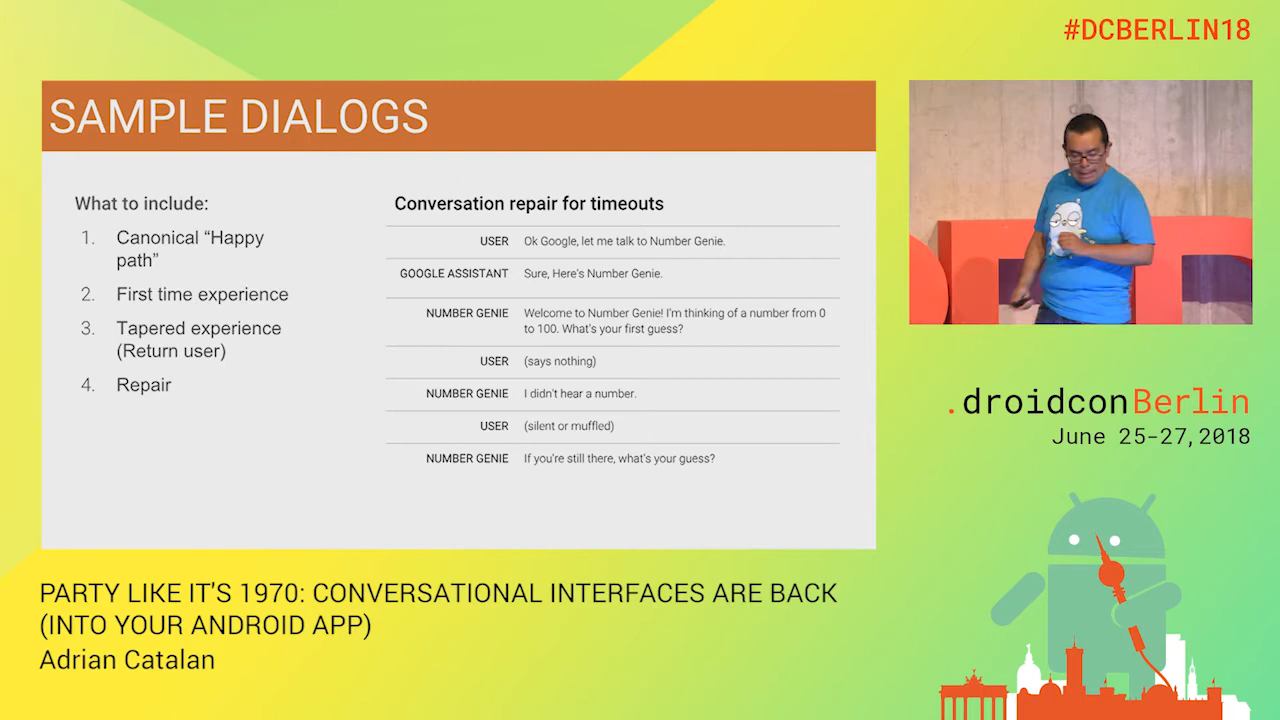 #DCBERLIN18
SAMPLE DIALOGS
What to include:
1. Canonical “Happy
path”
2. First time experience
3. Tapered experience
(Return user)
4. Repair
Conversation repair for timeouts
USER Ok Google, let me talk to Number Genie.
GOOGLE ASSISTANT Sure, Here's Number Genie.
NUMBER GENIE Welcome to Number Genie! I'm thinking of a number from 0
to 100. What's your first guess?
USER (says nothing)
NUMBER GENIE I didn't hear a number.
USER (silent or muffled)
NUMBER GENIE If you're still there, what's your guess?
.droidconBerlin
June 25-27,2018
PARTY LIKE IT'S 1970: CONVERSATIONAL INTERFACES ARE BACK
(INTO YOUR ANDROID APP)
Adrian Catalan